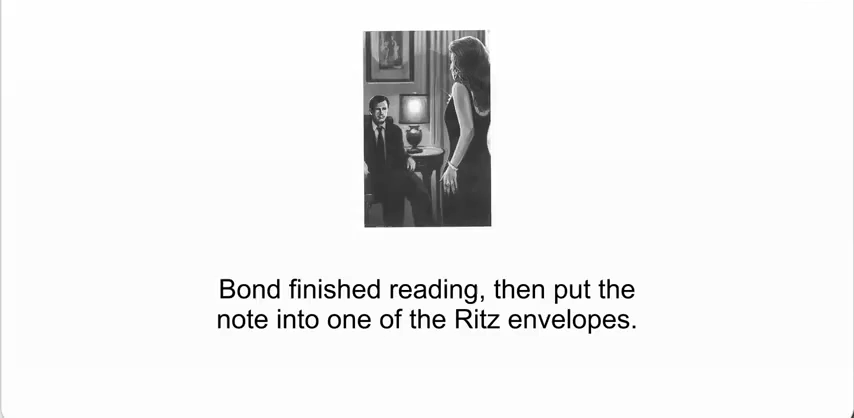 Bond finished reading, then put the
note into one of the Ritz envelopes.